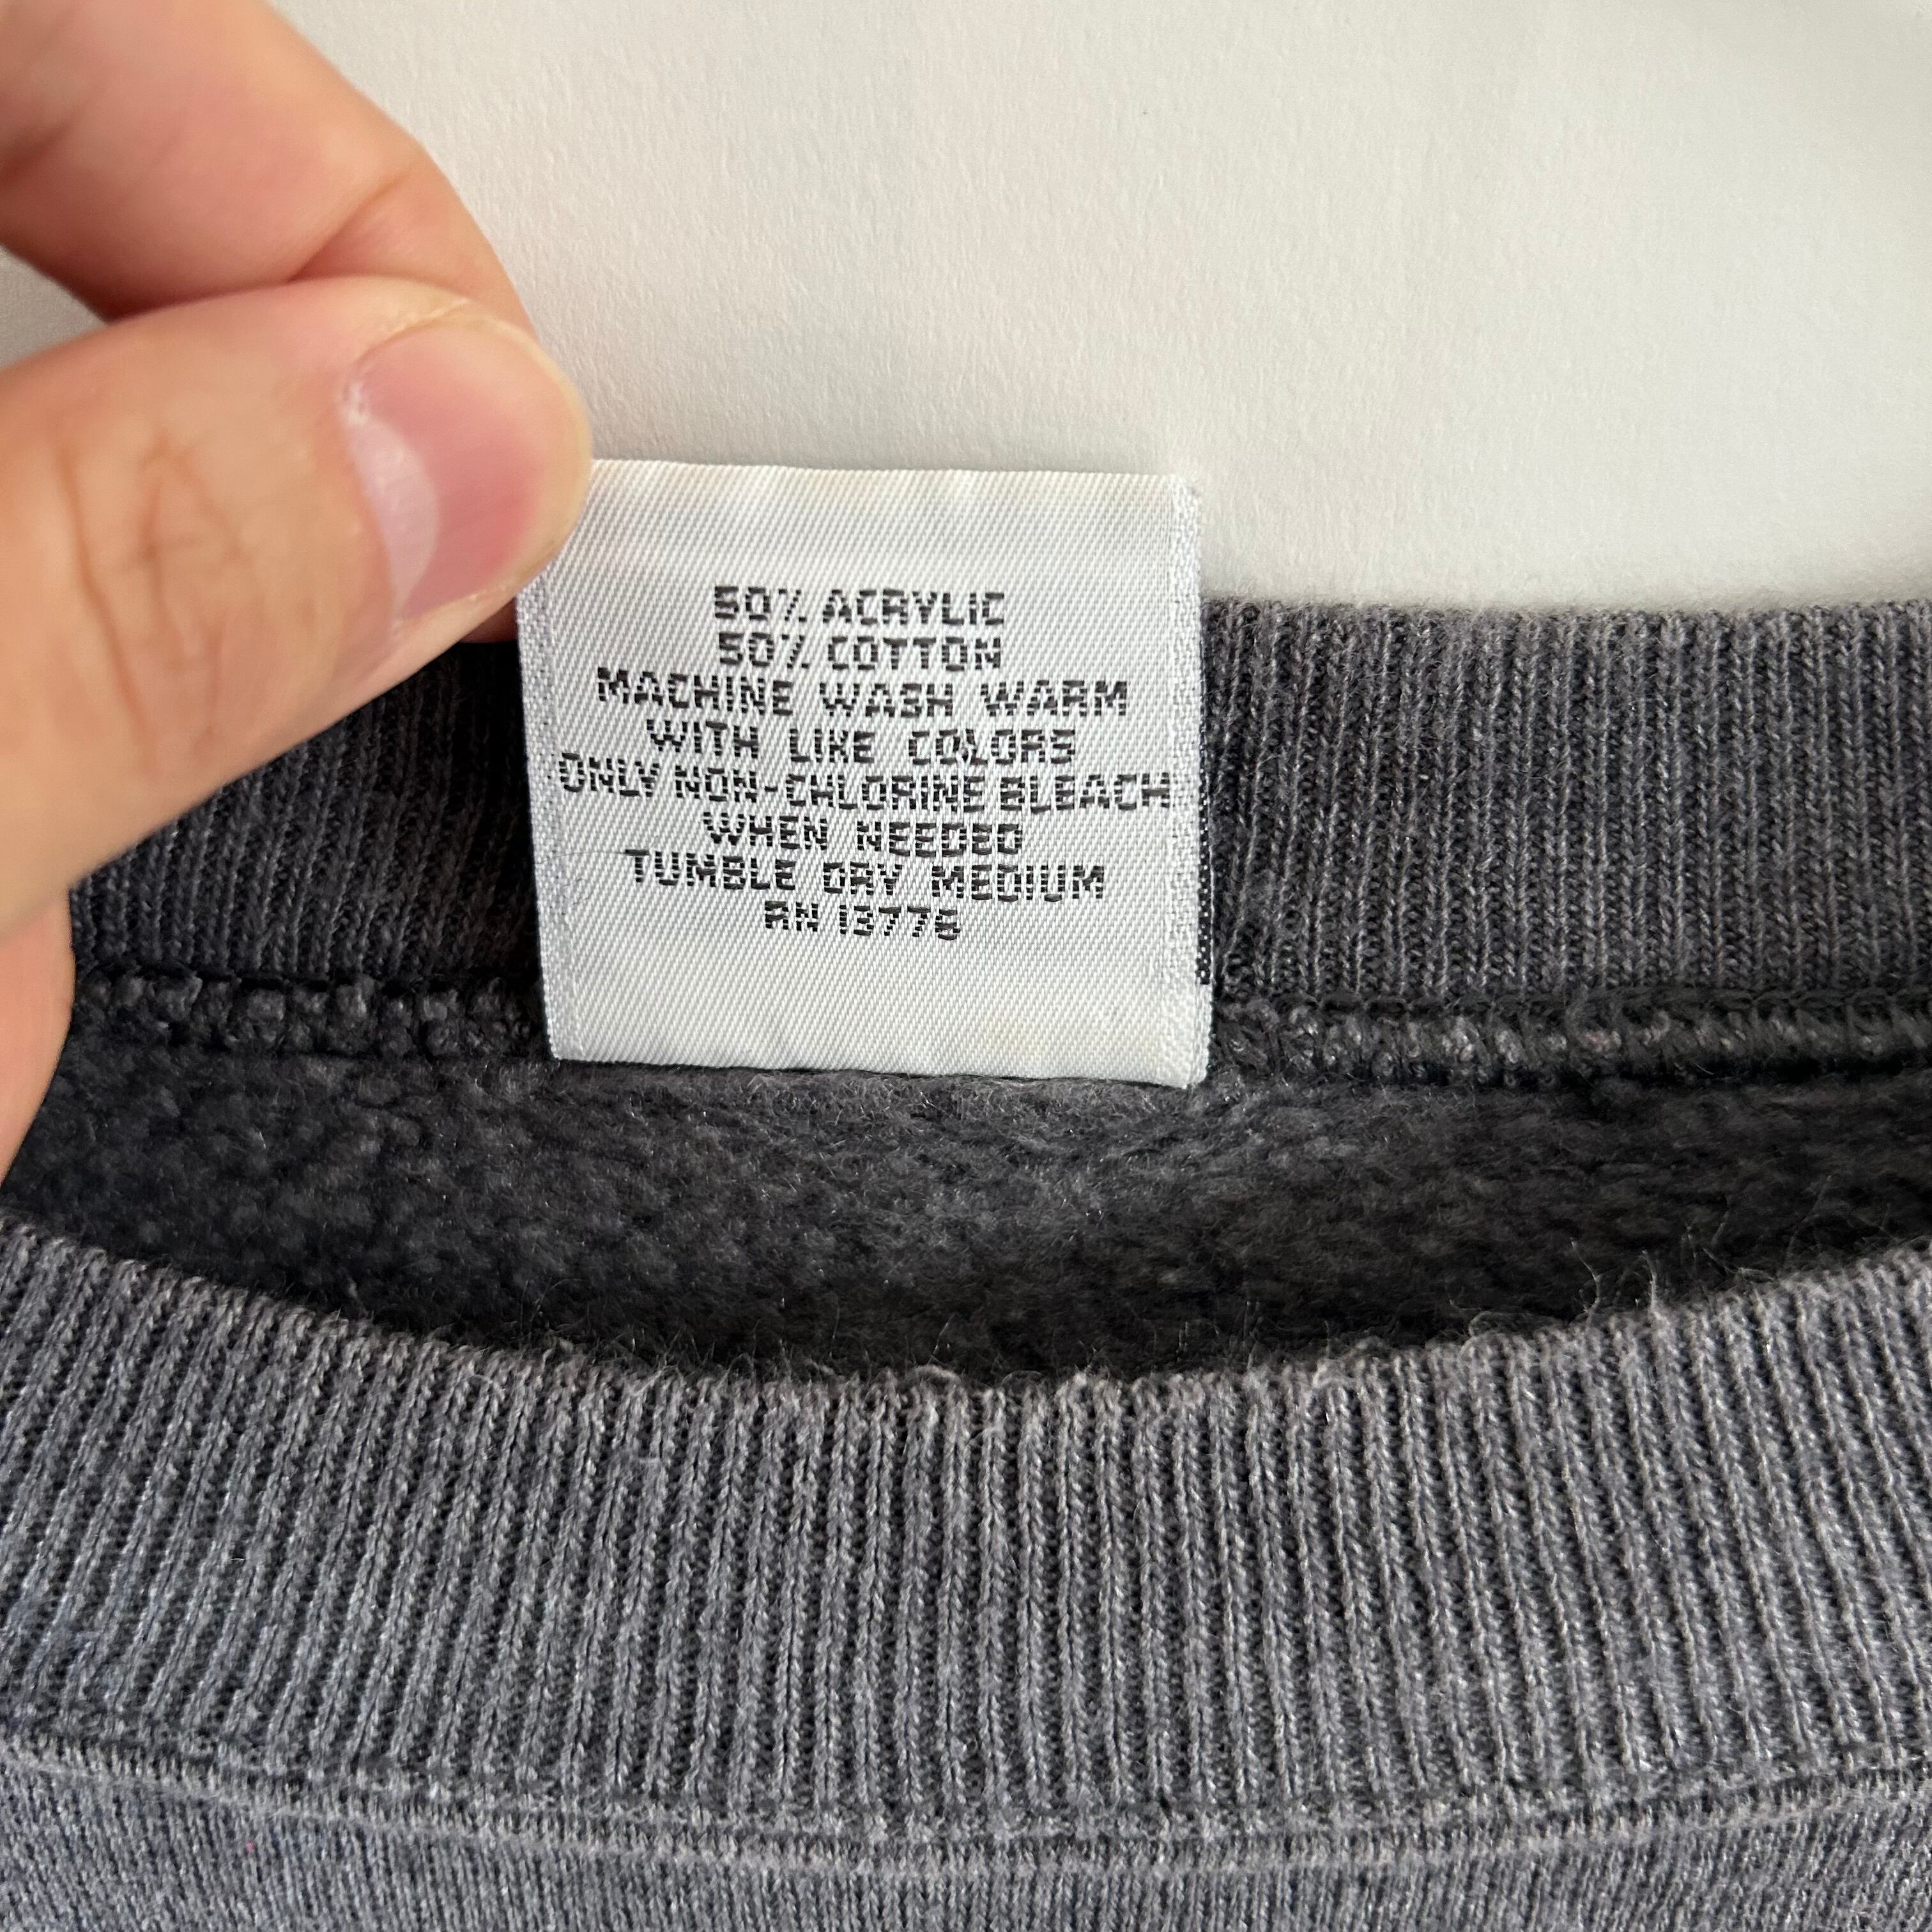 50% ACRYLIC
50% COTTON
MACHINE WASH WARM
WITH LIKE COLORS
ONLY NON-CHLORINE BLEACH
WHEN NEEDED
TUMBLE DRY MEDIUM
RN 13776